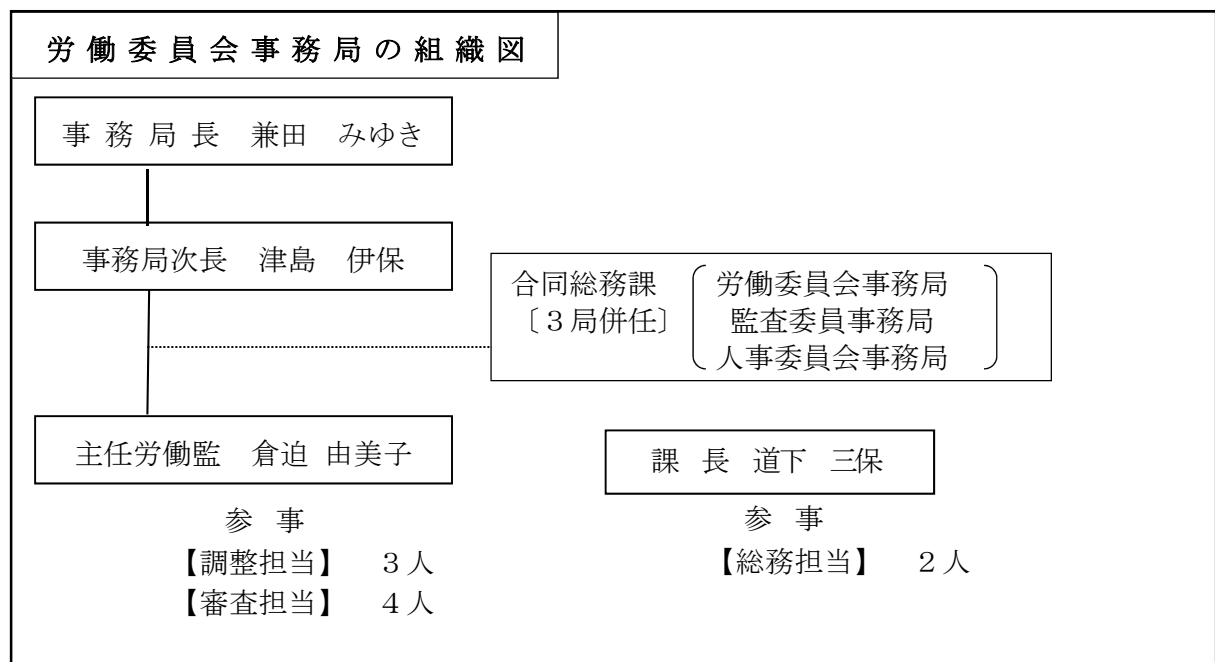 労働委員会事務局の組織図
事務局長　兼田　みゆき
事務局次長　津島　伊保
合同総務課
〔３局併任〕
労働委員会事務局
監査委員事務局
人事委員会事務局
主任労働監　倉迫 由美子
参　事
【調整担当】　３人
【審査担当】　４人
課　長　道下　三保
参　事
【総務担当】　２人